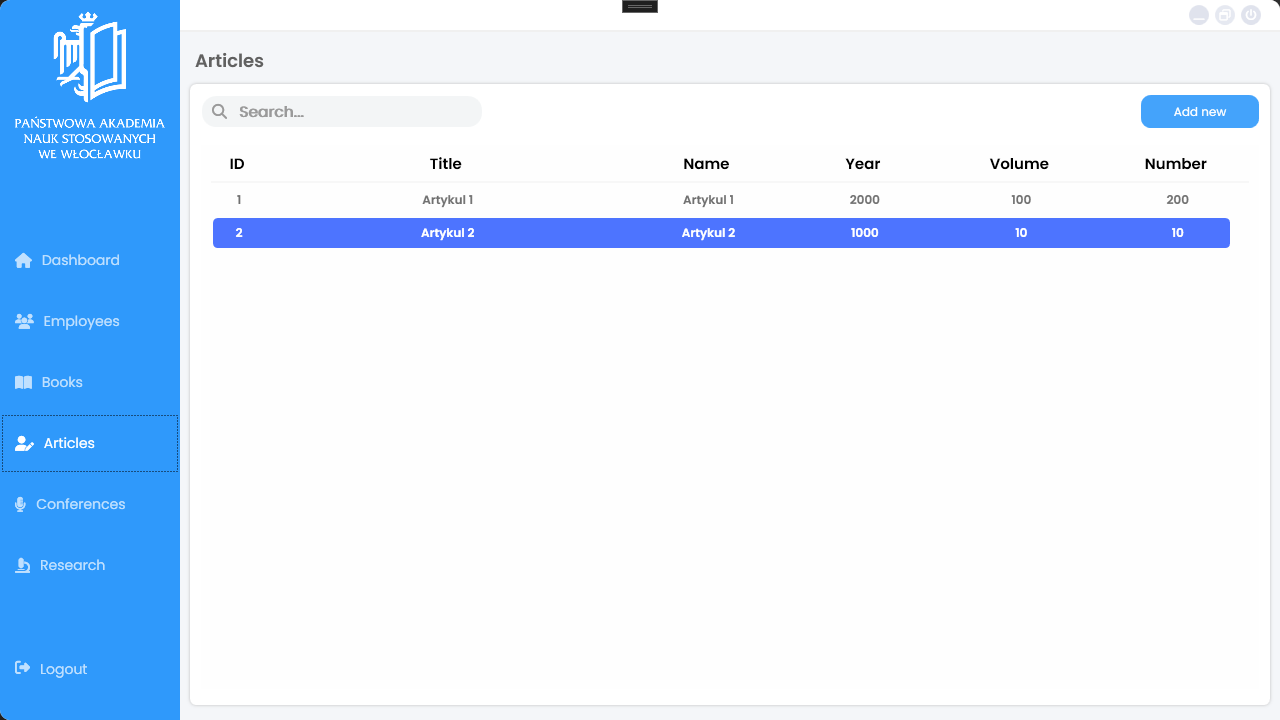 PAŃSTWOWA AKADEMIA
NAUK STOSOWANYCH
WE WŁOCŁAWKU
Dashboard
Employees
Books
Articles
Conferences
Research
Logout
Articles
Search...
Add new
ID Title Name Year Volume Number
1 Artykul 1 Artykul 1 2000 100 200
2 Artykul 2 Artykul 2 1000 10 10